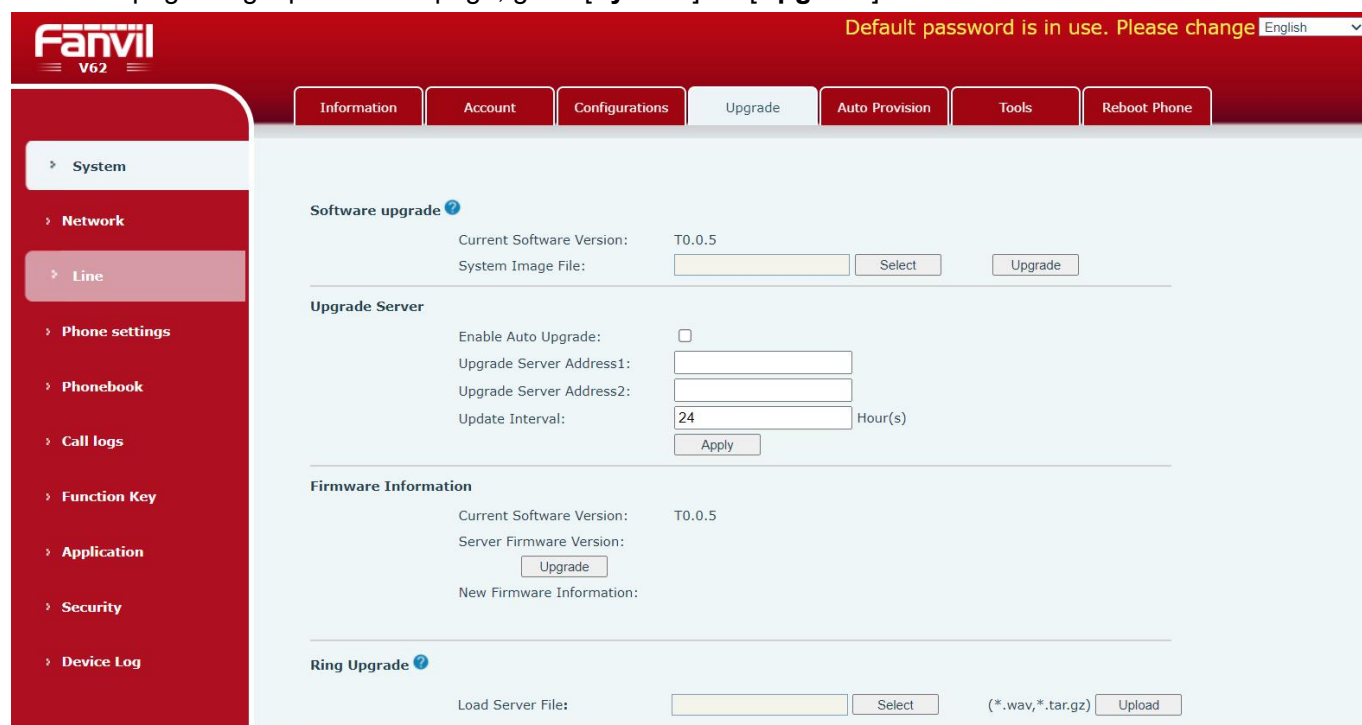 Default password is in use. Please change English
Fanvil
V62
Information Account Configurations Upgrade Auto Provision Tools Reboot Phone
System
Network
Line
Phone settings
Phonebook
Call logs
Function Key
Application
Security
Device Log
Software upgrade ?
Current Software Version: T0.0.5
System Image File: Select Upgrade
Upgrade Server
Enable Auto Upgrade:
Upgrade Server Address1:
Upgrade Server Address2:
Update Interval: 24 Hour(s)
Apply
Firmware Information
Current Software Version: T0.0.5
Server Firmware Version:
Upgrade
New Firmware Information:
Ring Upgrade ?
Load Server File: Select (*.wav,*.tar.gz) Upload